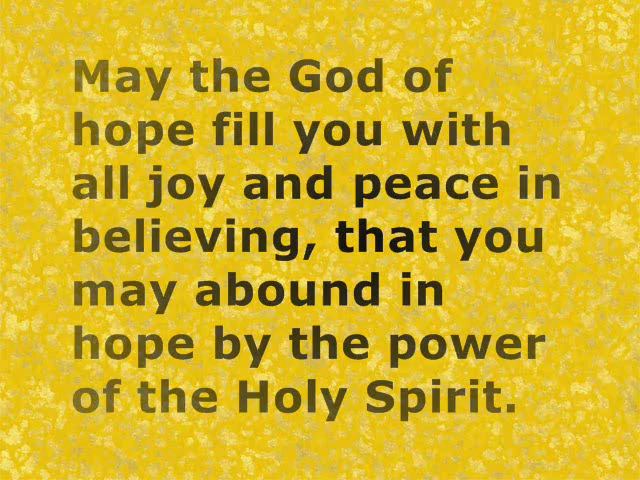 May the God of
hope fill you with
all joy and peace in
believing, that you
may abound in
hope by the power
of the Holy Spirit.